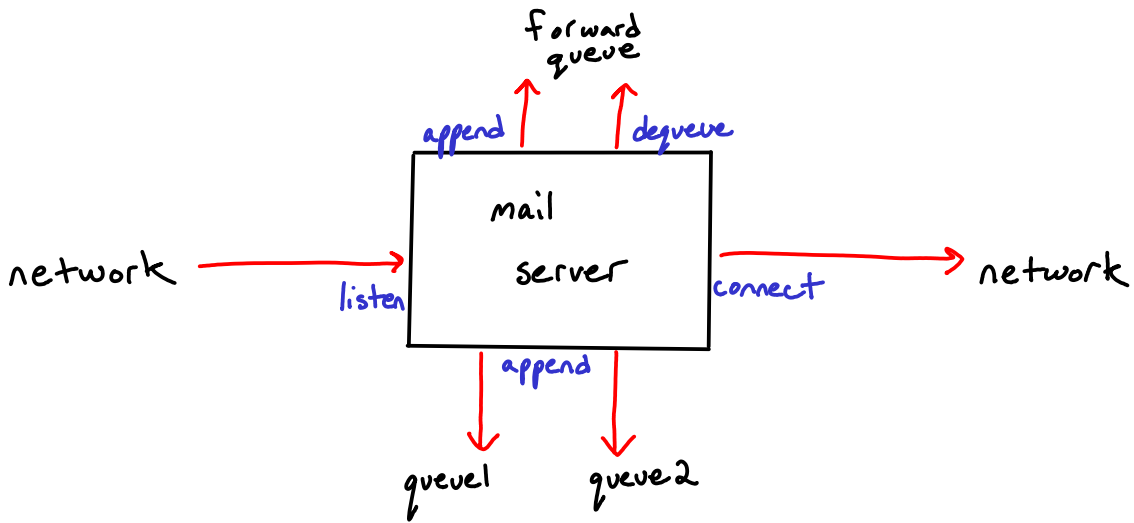 forward
queue
append
dequeue
mail
server
network
listen
connect
network
append
queue1
queue2